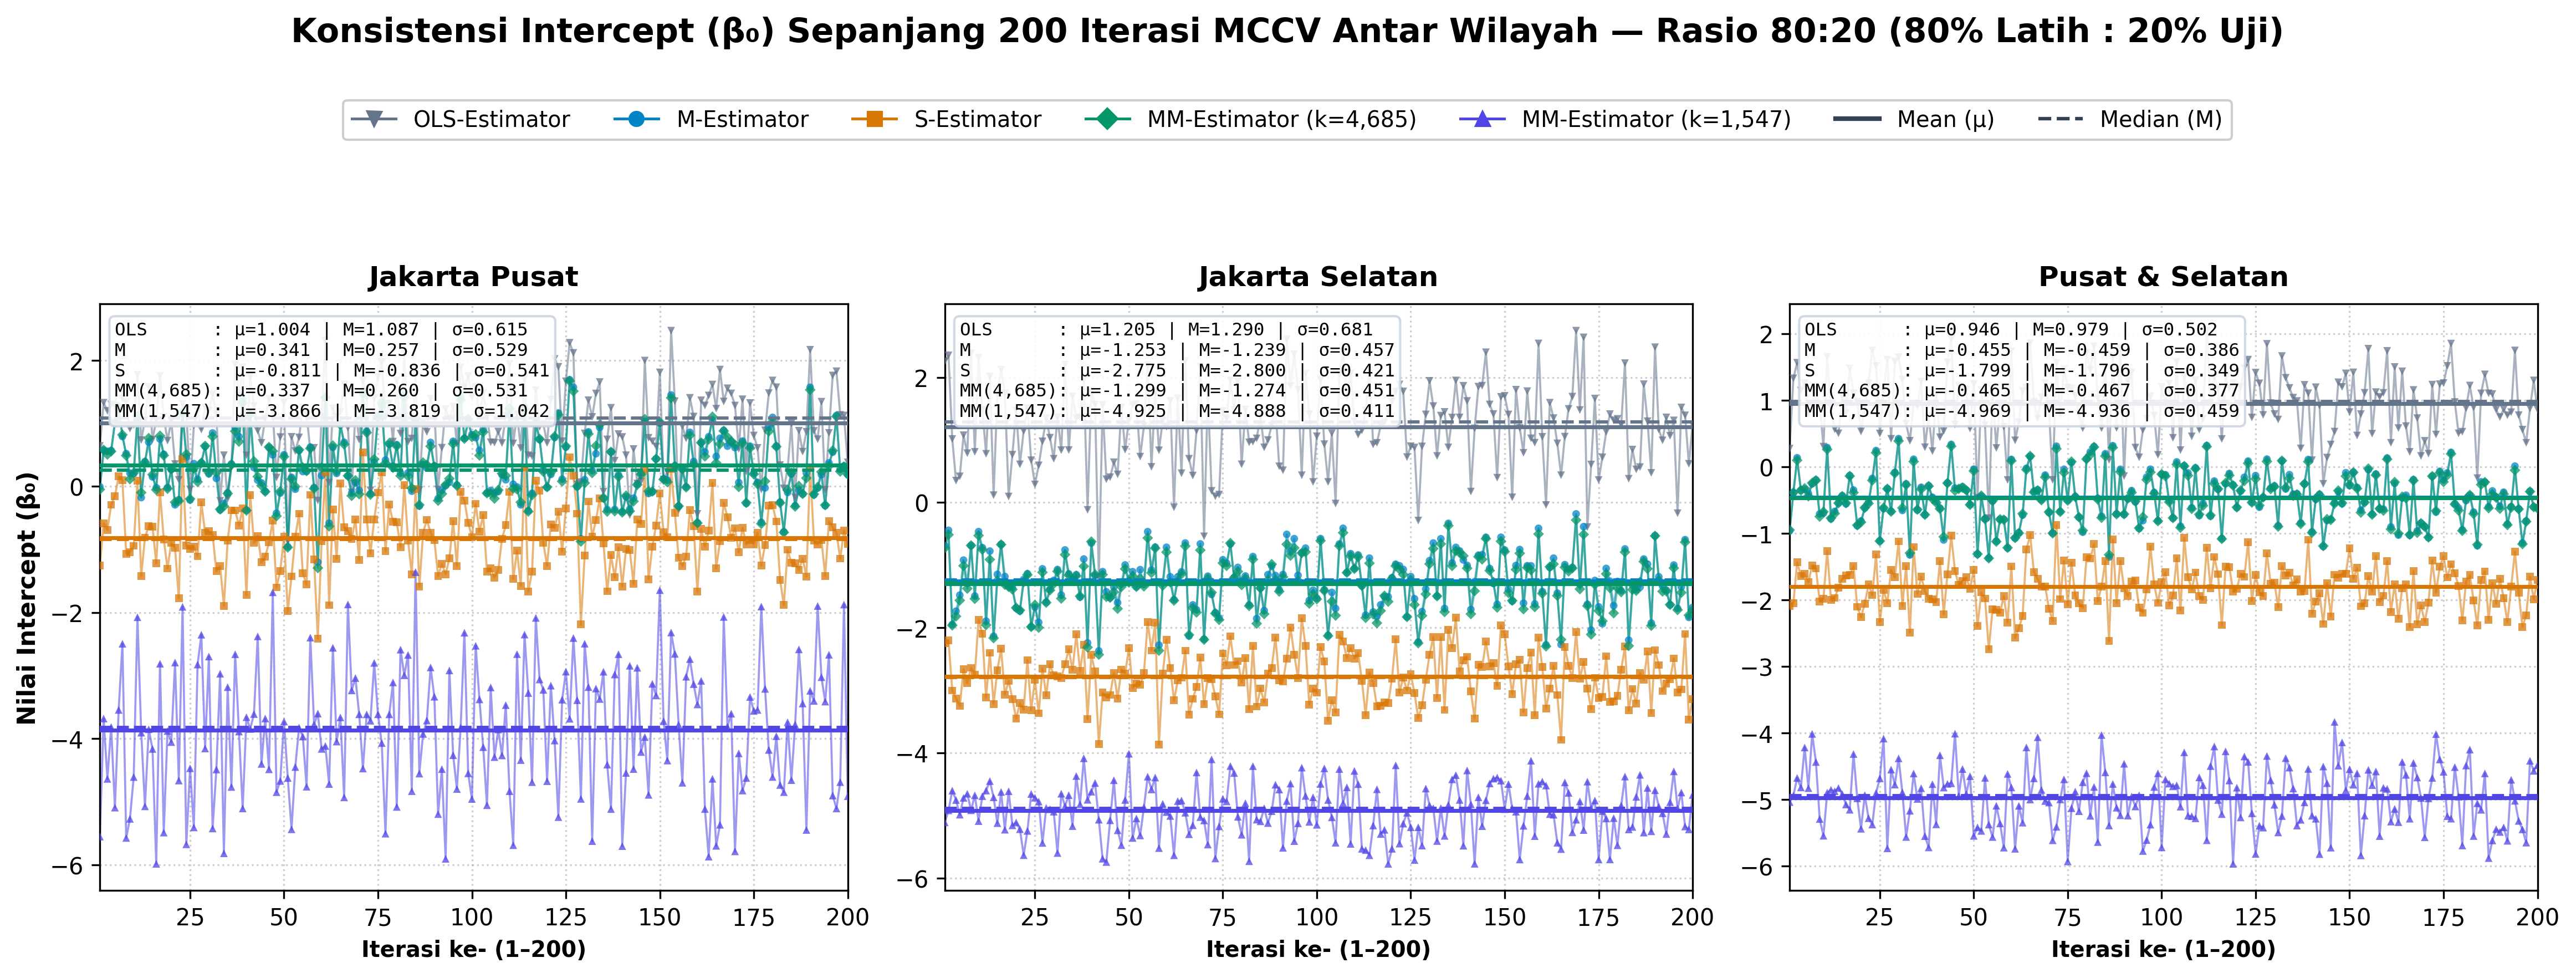 Konsistensi Intercept (β₀) Sepanjang 200 Iterasi MCCV Antar Wilayah — Rasio 80:20 (80% Latih : 20% Uji)
OLS-Estimator M-Estimator S-Estimator MM-Estimator (k=4,685) MM-Estimator (k=1,547) Mean (μ) Median (M)
Jakarta Pusat
OLS : μ=1.004 | M=1.087 | σ=0.615
M : μ=0.341 | M=0.257 | σ=0.529
S : μ=-0.811 | M=-0.836 | σ=0.541
MM(4,685): μ=0.337 | M=0.260 | σ=0.531
MM(1,547): μ=-3.866 | M=-3.819 | σ=1.042
2
0
−2
−4
−6
Nilai Intercept (β₀)
25 50 75 100 125 150 175 200
Iterasi ke- (1–200)
Jakarta Selatan
OLS : μ=1.205 | M=1.290 | σ=0.681
M : μ=-1.253 | M=-1.239 | σ=0.457
S : μ=-2.775 | M=-2.800 | σ=0.421
MM(4,685): μ=-1.299 | M=-1.274 | σ=0.451
MM(1,547): μ=-4.925 | M=-4.888 | σ=0.411
2
0
−2
−4
−6
25 50 75 100 125 150 175 200
Iterasi ke- (1–200)
Pusat & Selatan
OLS : μ=0.946 | M=0.979 | σ=0.502
M : μ=-0.455 | M=-0.459 | σ=0.386
S : μ=-1.799 | M=-1.796 | σ=0.349
MM(4,685): μ=-0.465 | M=-0.467 | σ=0.377
MM(1,547): μ=-4.969 | M=-4.936 | σ=0.459
2
1
0
−1
−2
−3
−4
−5
−6
25 50 75 100 125 150 175 200
Iterasi ke- (1–200)